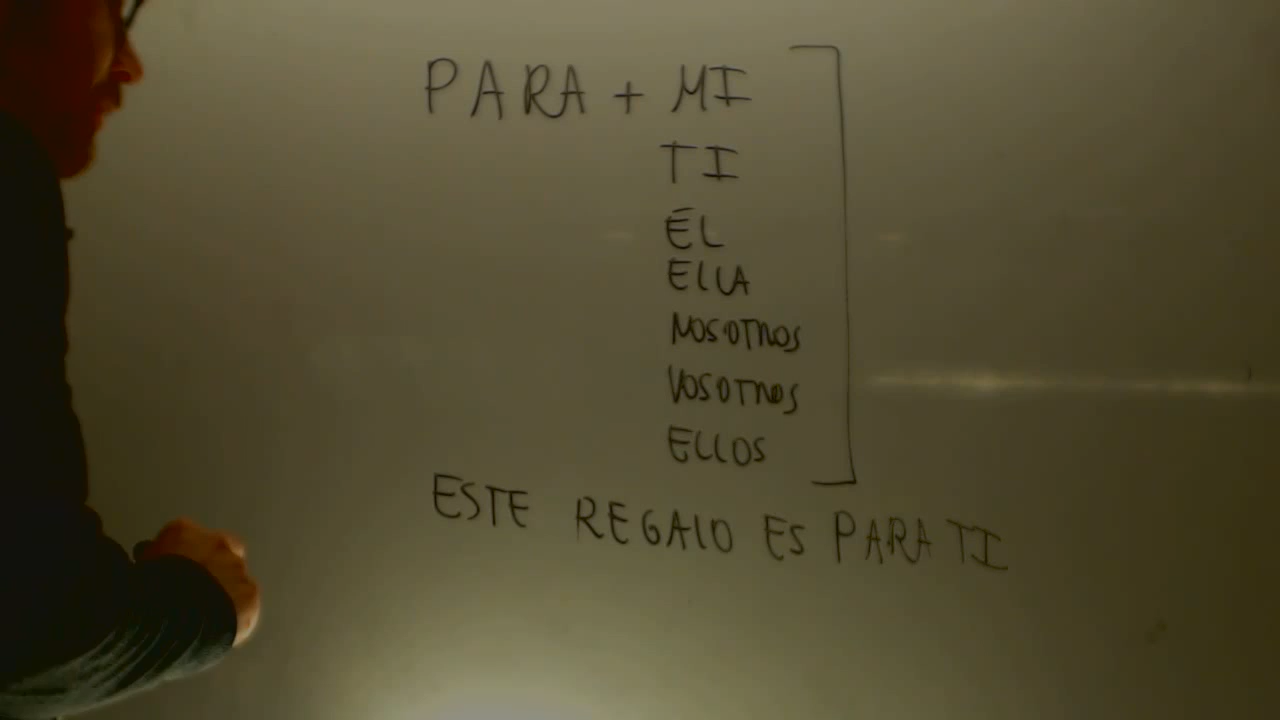 PARA + MI
TI
ÉL
ELLA
NOSOTROS
VOSOTROS
ELLOS
ESTE REGALO ES PARA TI